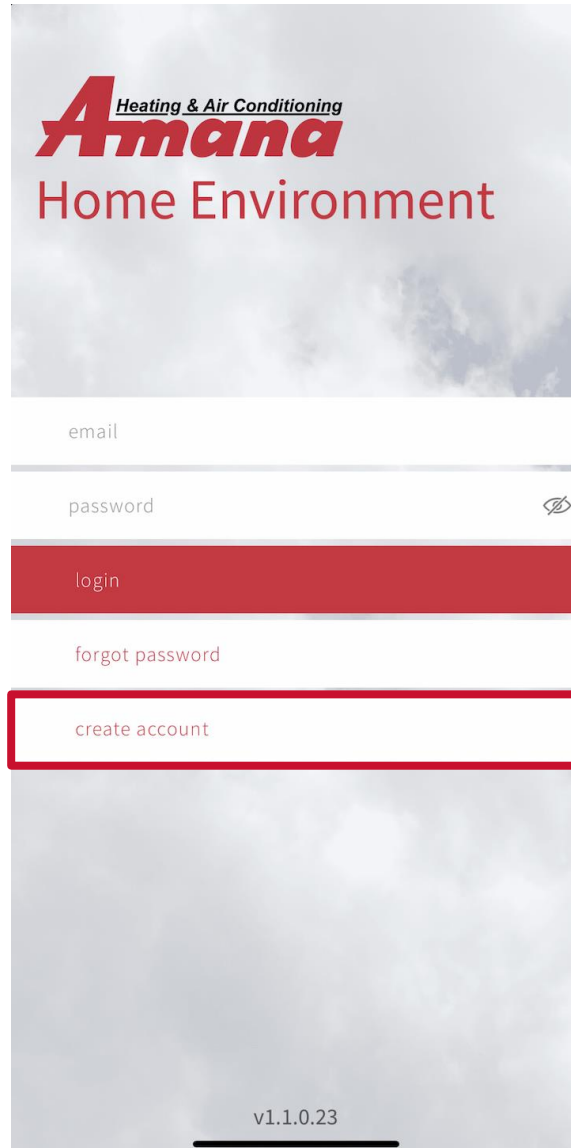 Heating & Air Conditioning
Amana
Home Environment
email
password
login
forgot password
create account
v1.1.0.23